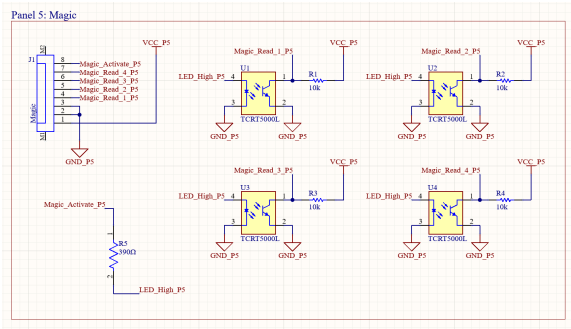 Panel 5: Magic
J1
M2
Magic
M1
8
Magic_Activate_P5
7
Magic_Read_4_P5
6
Magic_Read_3_P5
5
Magic_Read_2_P5
4
Magic_Read_1_P5
3
2
1
VCC_P5
GND_P5
Magic_Read_1_P5
VCC_P5
LED_High_P5
4
U1
1
R1
10k
3
2
TCRT5000L
GND_P5
GND_P5
Magic_Read_2_P5
VCC_P5
LED_High_P5
4
U2
1
R2
10k
3
2
TCRT5000L
GND_P5
GND_P5
Magic_Read_3_P5
VCC_P5
LED_High_P5
4
U3
1
R3
10k
3
2
TCRT5000L
GND_P5
GND_P5
Magic_Read_4_P5
VCC_P5
LED_High_P5
4
U4
1
R4
10k
3
2
TCRT5000L
GND_P5
GND_P5
Magic_Activate_P5
1
R5
390Ω
2
LED_High_P5